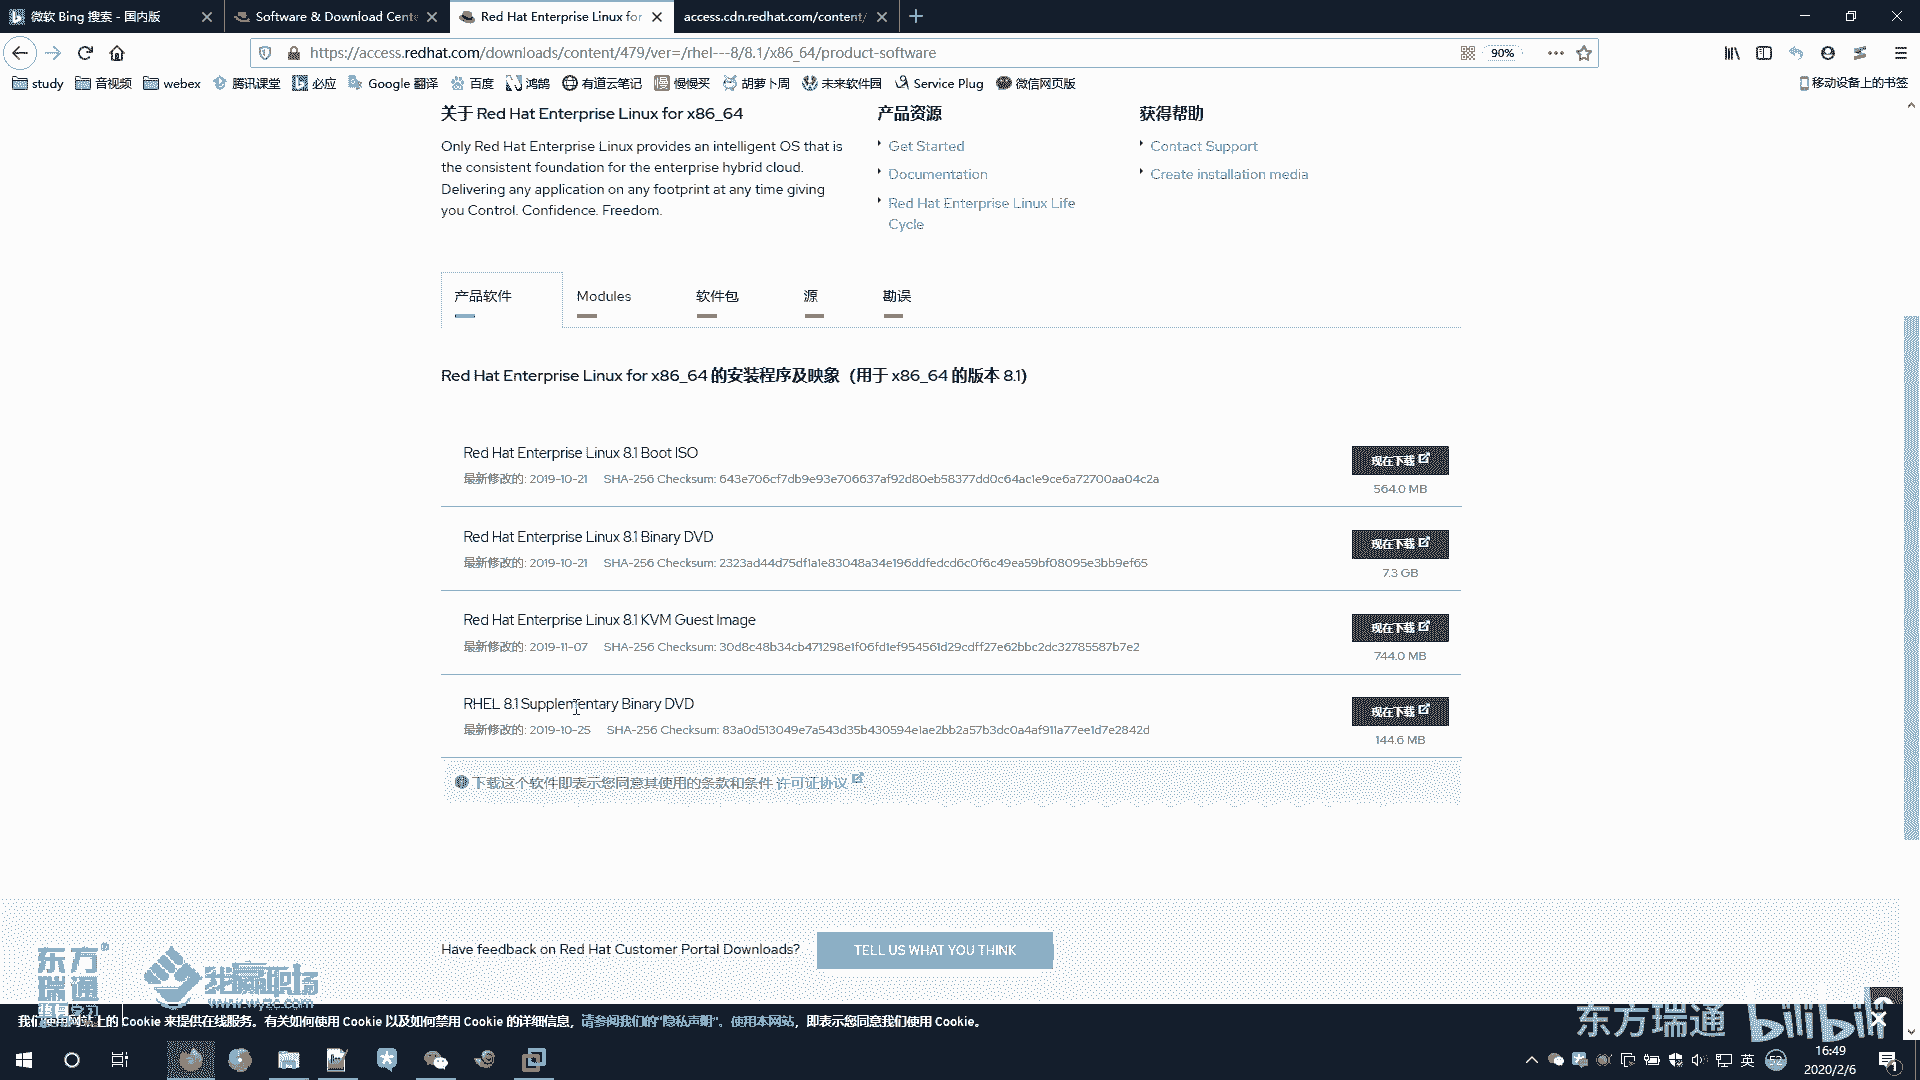 微软 Bing 搜索 - 国内版
Software & Download Cente
Red Hat Enterprise Linux for
access.cdn.redhat.com/content/
https://access.redhat.com/downloads/content/479/ver=/rhel---8/8.1/x86_64/product-software
90%
study
音视频
webex
腾讯课堂
必应
Google 翻译
百度
鸿鹄
有道云笔记
慢慢买
胡萝卜周
未来软件园
Service Plug
微信网页版
移动设备上的书签
关于 Red Hat Enterprise Linux for x86_64
Only Red Hat Enterprise Linux provides an intelligent OS that is
the consistent foundation for the enterprise hybrid cloud.
Delivering any application on any footprint at any time giving
you Control. Confidence. Freedom.
产品资源
Get Started
Documentation
Red Hat Enterprise Linux Life
Cycle
获得帮助
Contact Support
Create installation media
产品软件
Modules
软件包
源
勘误
Red Hat Enterprise Linux for x86_64 的安装程序及映象（用于 x86_64 的版本 8.1)
Red Hat Enterprise Linux 8.1 Boot ISO
现在下载
最新修改的: 2019-10-21 SHA-256 Checksum: 643e706cf7db9e93e706637af92d80eb58377dd0c64ac1e9ce6a72700aa04c2a
564.0 MB
Red Hat Enterprise Linux 8.1 Binary DVD
现在下载
最新修改的: 2019-10-21 SHA-256 Checksum: 2323ad44d75df1a1e83048a34e196ddfedcd6c0f6c49ea59bf08095e3bb9ef65
7.3 GB
Red Hat Enterprise Linux 8.1 KVM Guest Image
现在下载
最新修改的: 2019-11-07 SHA-256 Checksum: 30d8c48b34cb471298e1f06fd1ef954561d29cdff27e62bbc2dc32785587b7e2
744.0 MB
RHEL 8.1 Supplementary Binary DVD
现在下载
最新修改的: 2019-10-25 SHA-256 Checksum: 83a0d513049e7a543d35b430594e1ae2bb2a57b3dc0a4af911a77ee1d7e2842d
144.6 MB
下载这个软件即表示您同意其使用的条款和条件 许可证协议
Have feedback on Red Hat Customer Portal Downloads?
TELL US WHAT YOU THINK
东方
瑞通
我赢职场
我们使用网站上的 Cookie 来提供在线服务。有关如何使用 Cookie 以及如何禁用 Cookie 的详细信息，请参阅我们的“隐私声明”。使用本网站，即表示您同意我们使用 Cookie。
东方瑞通
bilibili
英
52
16:49
2020/2/6
1